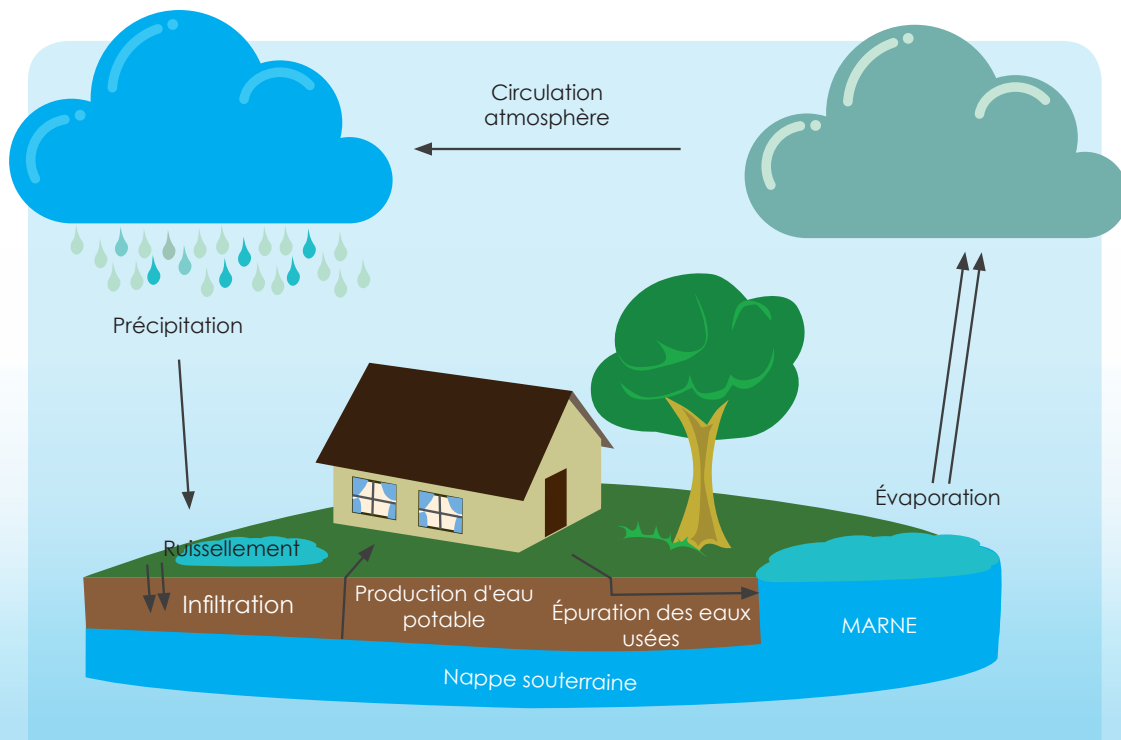 Circulation
atmosphère
Précipitation
Évaporation
Ruissellement
Infiltration
Production d'eau
potable
Épuration des eaux
usées
MARNE
Nappe souterraine